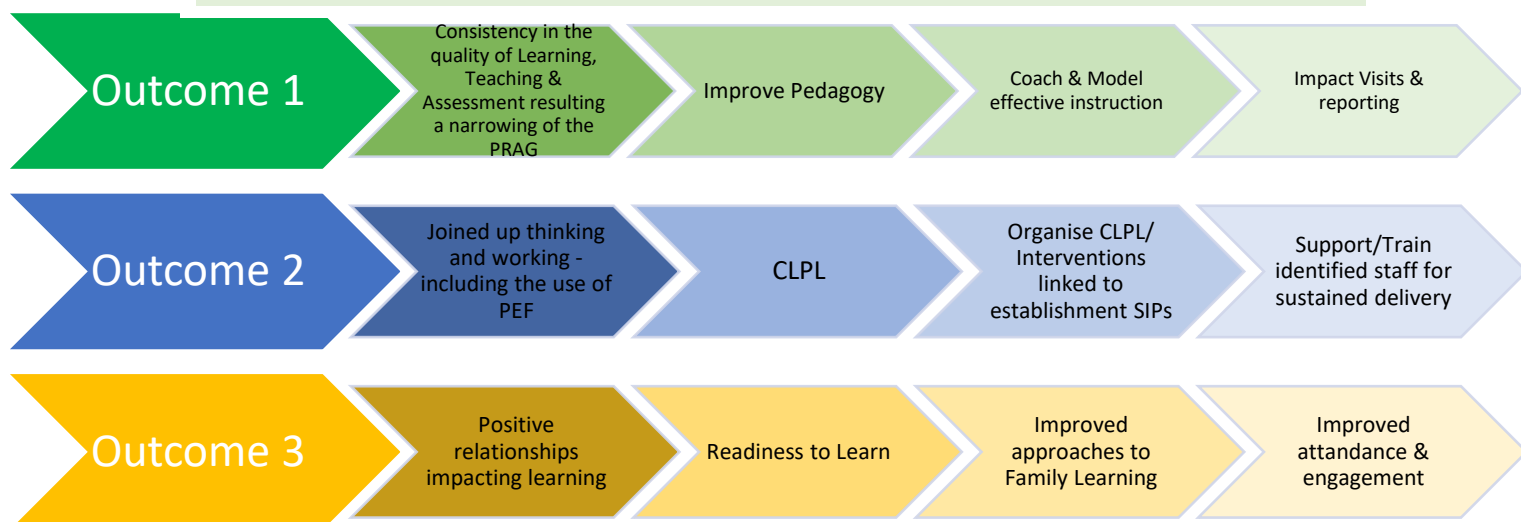 Outcome 1
Consistency in the
quality of Learning,
Teaching &
Assessment resulting
a narrowing of the
PRAG
Improve Pedagogy
Coach & Model
effective instruction
Impact Visits &
reporting
Outcome 2
Joined up thinking
and working -
including the use of
PEF
CLPL
Organise CLPL/
Interventions
linked to
establishment SIPs
Support/Train
identified staff for
sustained delivery
Outcome 3
Positive
relationships
impacting learning
Readiness to Learn
Improved
approaches to
Family Learning
Improved
attandance &
engagement